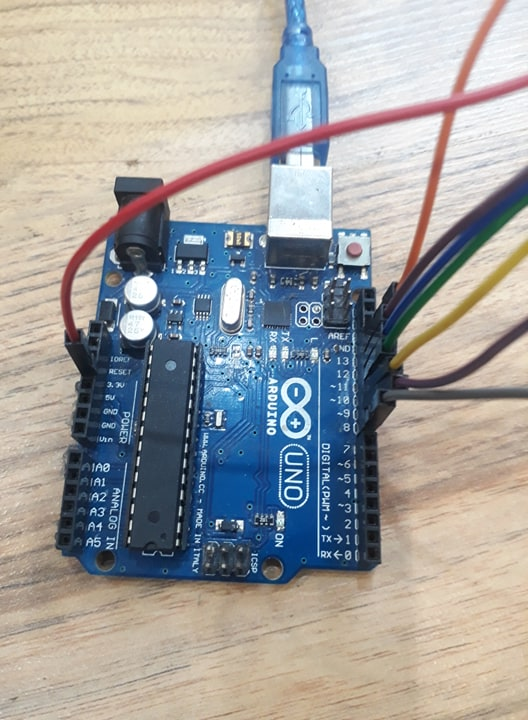 IOREF
RESET
3.3V
5V
GND
GND
Vin
POWER
A0
A1
A2
A3
A4
A5
ANALOG IN
WWW.ARDUINO.CC - MADE IN ITALY
ARDUINO
UNO
TX
RX
L
ON
ICSP
AREF
GND
13
12
~11
~10
~9
8
7
~6
~5
4
~3
2
TX→1
RX←0
DIGITAL(PWM ~)